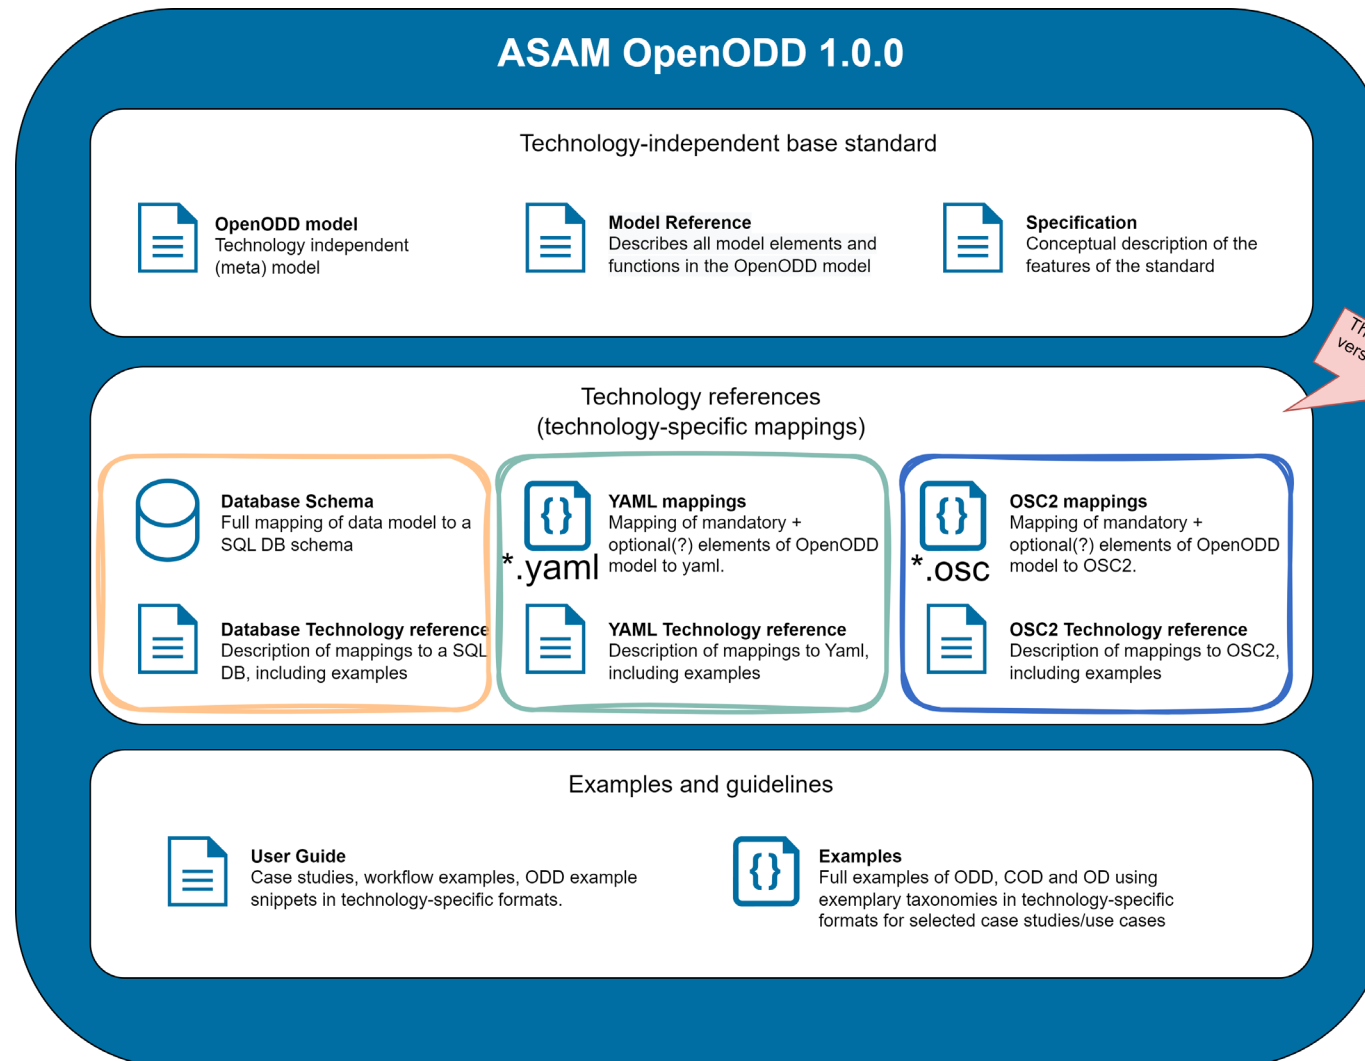 ASAM OpenODD 1.0.0
Technology-independent base standard
OpenODD model
Technology independent
(meta) model
Model Reference
Describes all model elements and
functions in the OpenODD model
Specification
Conceptual description of the
features of the standard
Technology references
(technology-specific mappings)
Database Schema
Full mapping of data model to a
SQL DB schema
Database Technology reference
Description of mappings to a SQL
DB, including examples
*.yaml
YAML mappings
Mapping of mandatory +
optional(?) elements of OpenODD
model to yaml.
YAML Technology reference
Description of mappings to Yaml,
including examples
*.osc
OSC2 mappings
Mapping of mandatory +
optional(?) elements of OpenODD
model to OSC2.
OSC2 Technology reference
Description of mappings to OSC2,
including examples
Examples and guidelines
User Guide
Case studies, workflow examples, ODD example
snippets in technology-specific formats.
Examples
Full examples of ODD, COD and OD using
exemplary taxonomies in technology-specific
formats for selected case studies/use cases